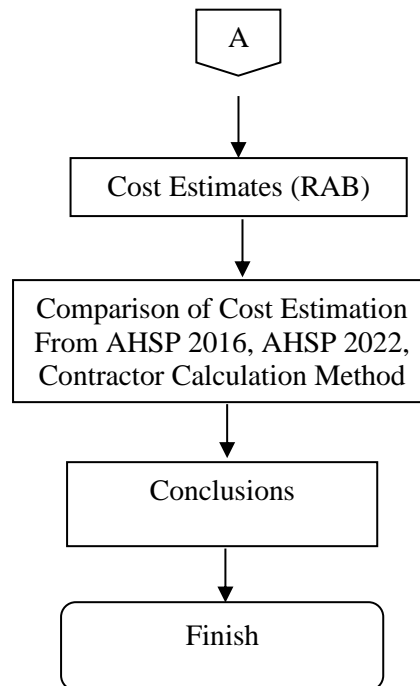 A
Cost Estimates (RAB)
Comparison of Cost Estimation
From AHSP 2016, AHSP 2022,
Contractor Calculation Method
Conclusions
Finish